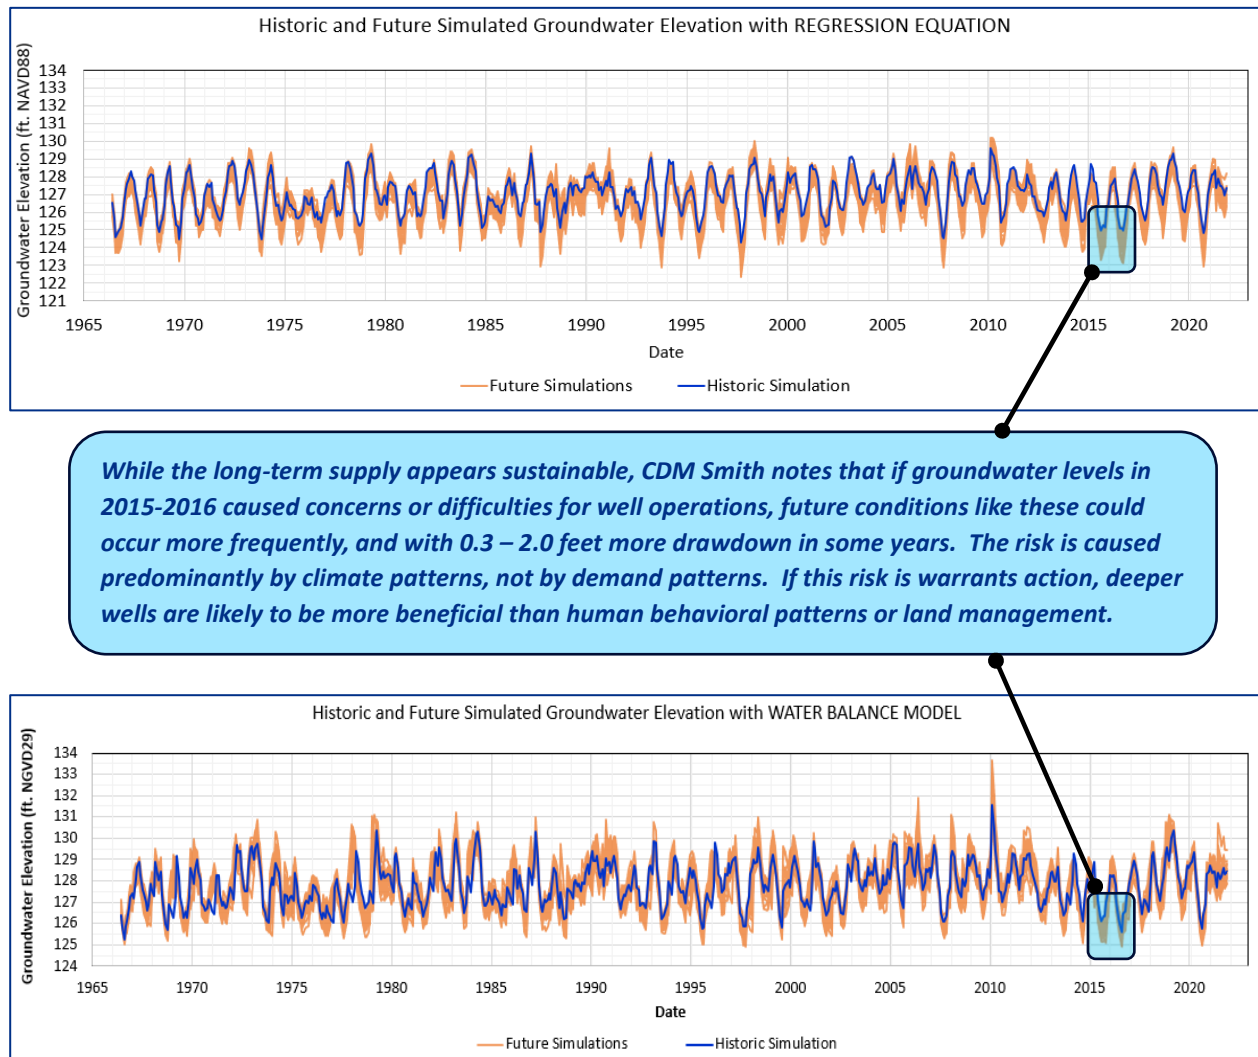 Historic and Future Simulated Groundwater Elevation with REGRESSION EQUATION
Groundwater Elevation (ft. NAVD88)
134
133
132
131
130
129
128
127
126
125
124
123
122
121
1965 1970 1975 1980 1985 1990 1995 2000 2005 2010 2015 2020
Date
Future Simulations Historic Simulation
While the long-term supply appears sustainable, CDM Smith notes that if groundwater levels in
2015-2016 caused concerns or difficulties for well operations, future conditions like these could
occur more frequently, and with 0.3 – 2.0 feet more drawdown in some years. The risk is caused
predominantly by climate patterns, not by demand patterns. If this risk is warrants action, deeper
wells are likely to be more beneficial than human behavioral patterns or land management.
Historic and Future Simulated Groundwater Elevation with WATER BALANCE MODEL
Groundwater Elevation (ft. NGVD29)
134
133
132
131
130
129
128
127
126
125
124
1965 1970 1975 1980 1985 1990 1995 2000 2005 2010 2015 2020
Date
Future Simulations Historic Simulation